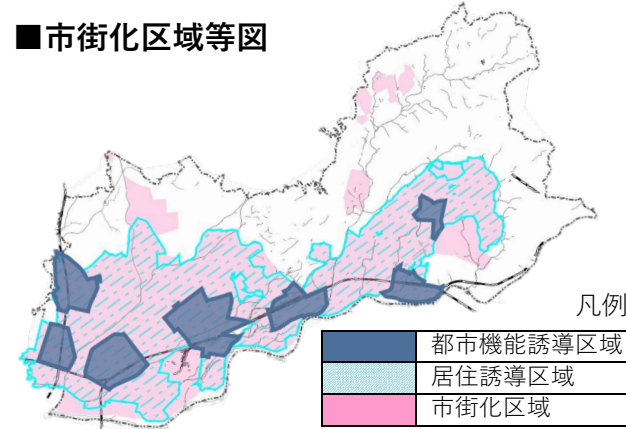 ■市街化区域等図
凡例
都市機能誘導区域
居住誘導区域
市街化区域